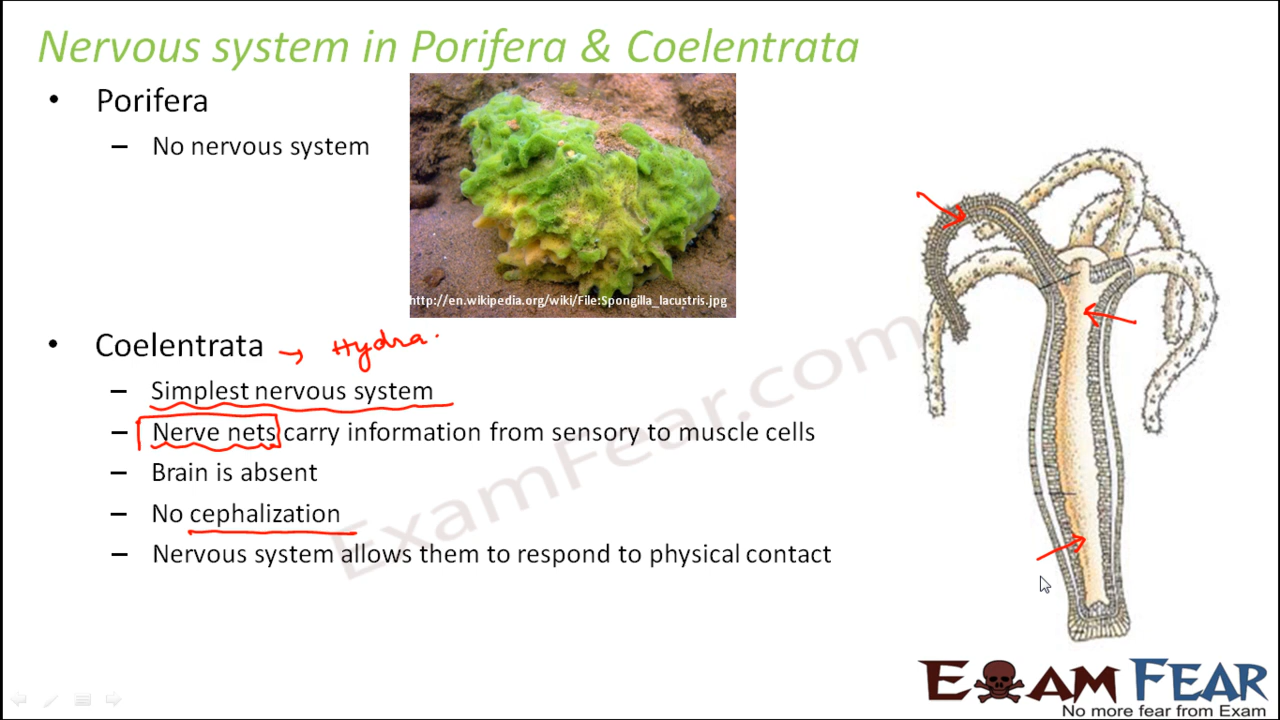 Nervous system in Porifera & Coelentrata
• Porifera
– No nervous system
http://en.wikipedia.org/wiki/File:Spongilla_lacustris.jpg
• Coelentrata → Hydra.
– Simplest nervous system
– Nerve nets carry information from sensory to muscle cells
– Brain is absent
– No cephalization
– Nervous system allows them to respond to physical contact
ExamFear.com
EXAM FEAR
No more fear from Exam